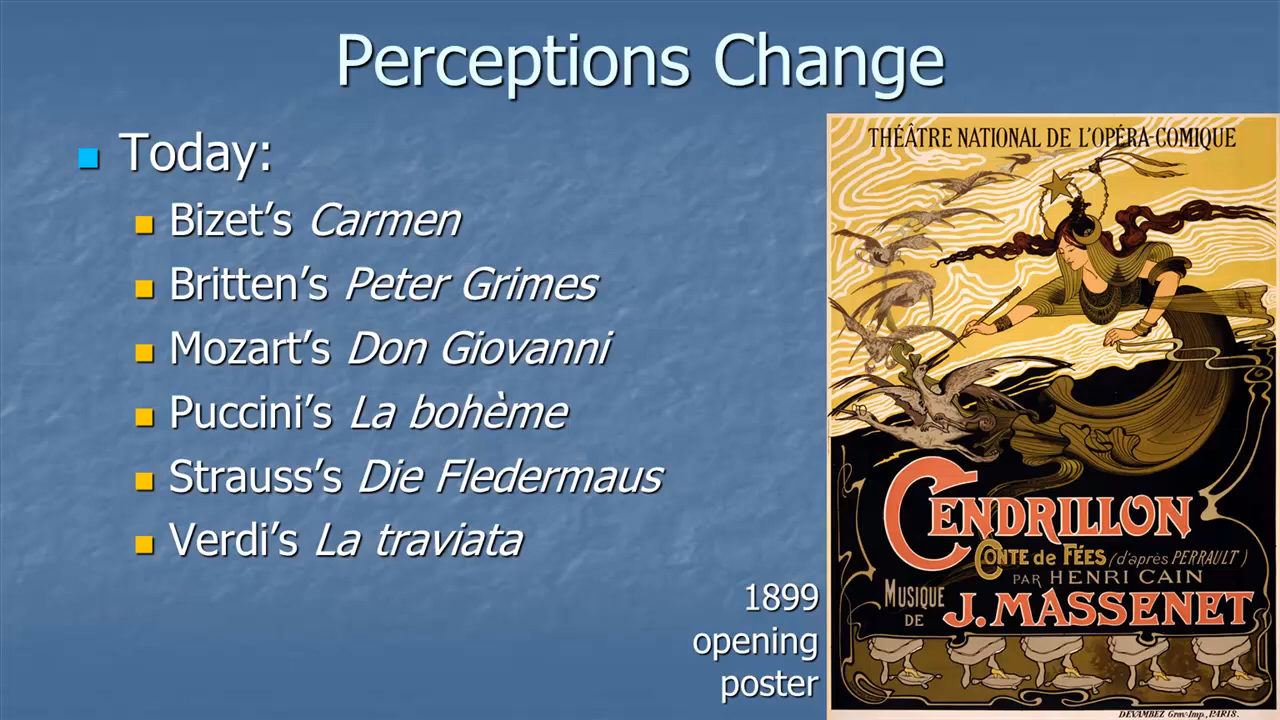 Perceptions Change
Today:
Bizet’s Carmen
Britten’s Peter Grimes
Mozart’s Don Giovanni
Puccini’s La bohème
Strauss’s Die Fledermaus
Verdi’s La traviata
1899
opening
poster
THÉÂTRE NATIONAL DE L’OPÉRA-COMIQUE
CENDRILLON
CONTE de FÉES (d’après PERRAULT)
PAR HENRI CAIN
MUSIQUE
DE J. MASSENET
DEVAMBEZ Grav-Imp., PARIS.